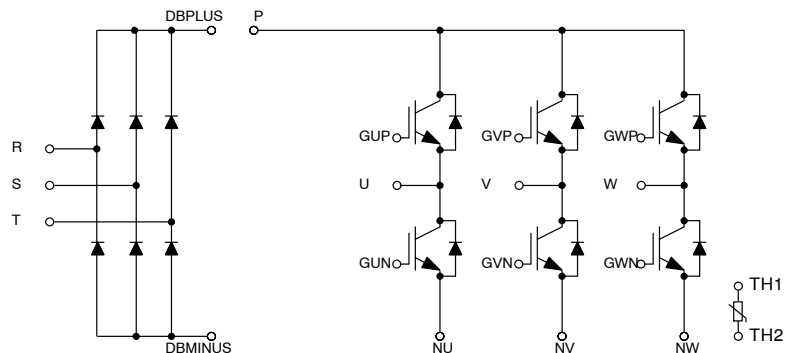 DBPLUS P
GUP GVP GWP
R
S U V W
T
GUN GVN GWN
TH1
TH2
DBMINUS NU NV NW